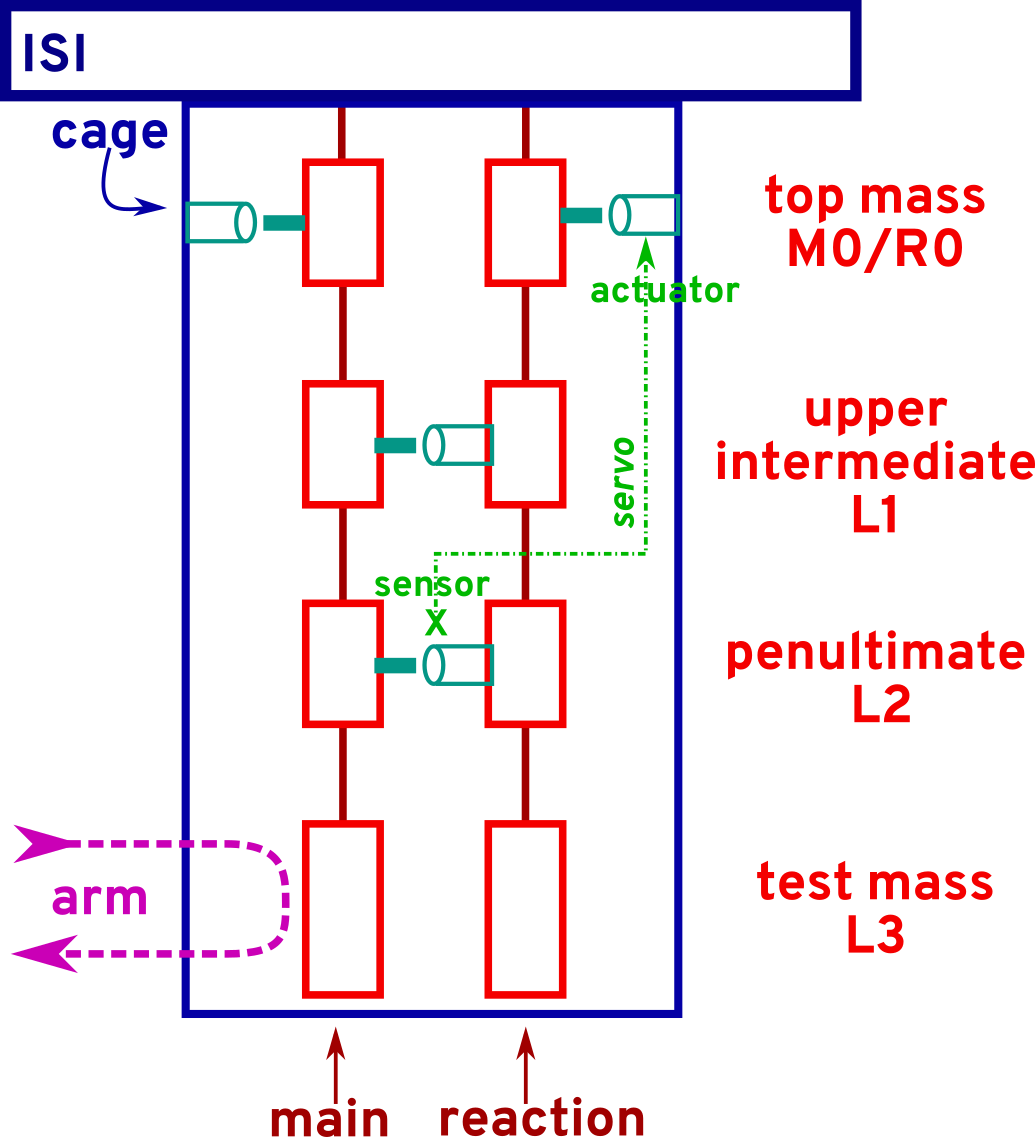 ISI
cage
top mass
M0/R0
actuator
upper
intermediate
L1
servo
sensor
X
penultimate
L2
arm
test mass
L3
main
reaction